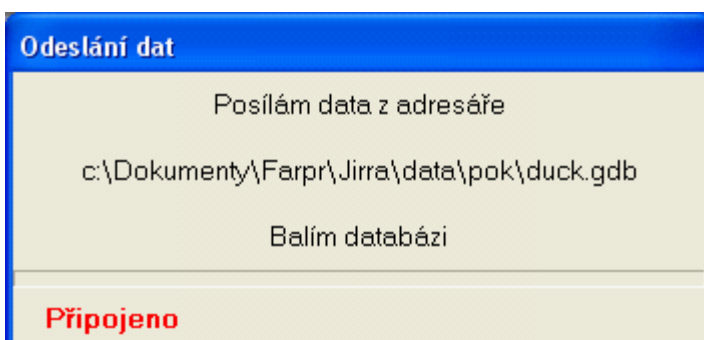 Odeslání dat
Posílám data z adresáře
c:\Dokumenty\Farpr\Jirra\data\pok\duck.gdb
Balím databázi
Připojeno